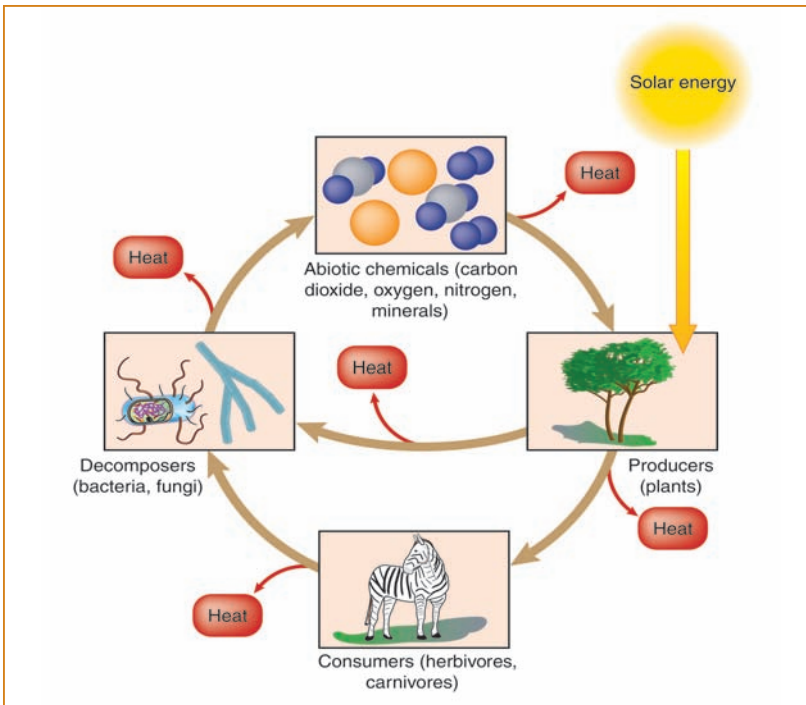 Solar energy
Heat
Abiotic chemicals (carbon
dioxide, oxygen, nitrogen,
minerals)
Heat
Heat
Decomposers
(bacteria, fungi)
Producers
(plants)
Heat
Heat
Consumers (herbivores,
carnivores)